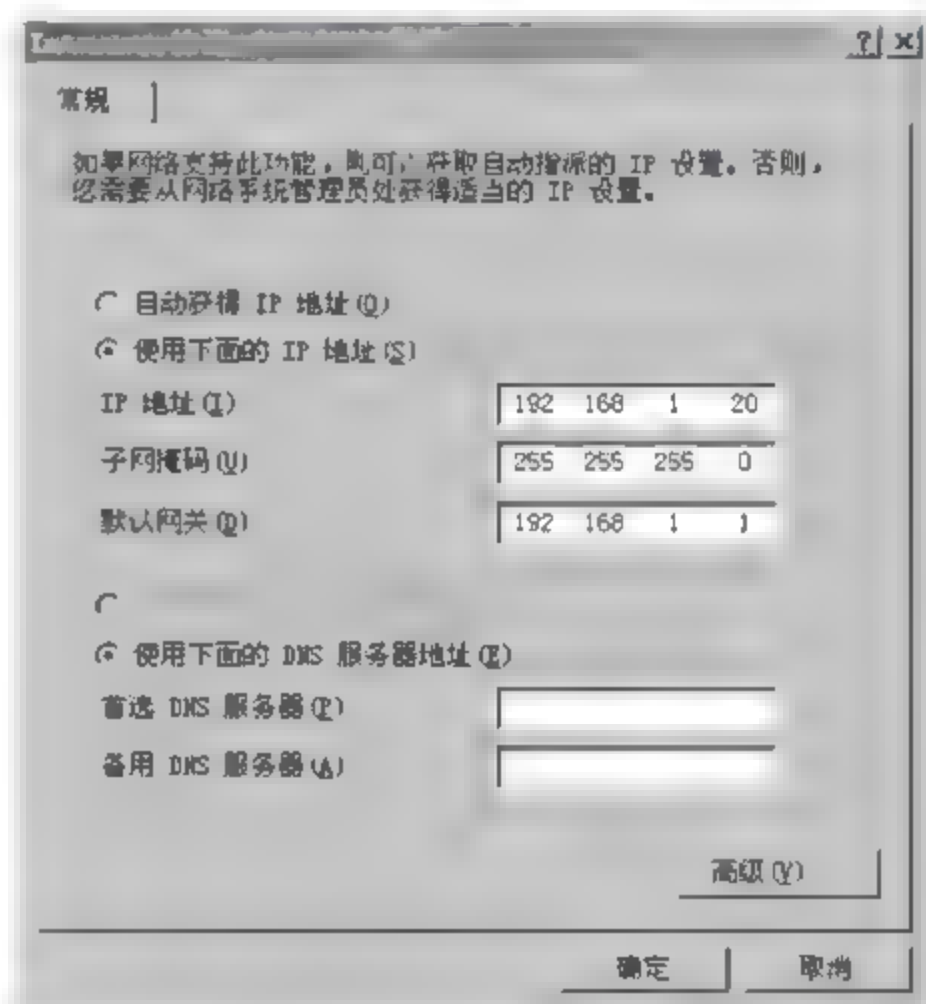 常规
如果网络支持此功能，则可以获取自动指派的 IP 设置。否则，
您需要从网络系统管理员处获得适当的 IP 设置。
自动获得 IP 地址(O)
使用下面的 IP 地址(S)
IP 地址(I) 192 168 1 20
子网掩码(U) 255 255 255 0
默认网关(D) 192 168 1 1
使用下面的 DNS 服务器地址(E)
首选 DNS 服务器(P)
备用 DNS 服务器(A)
高级(V)
确定 取消